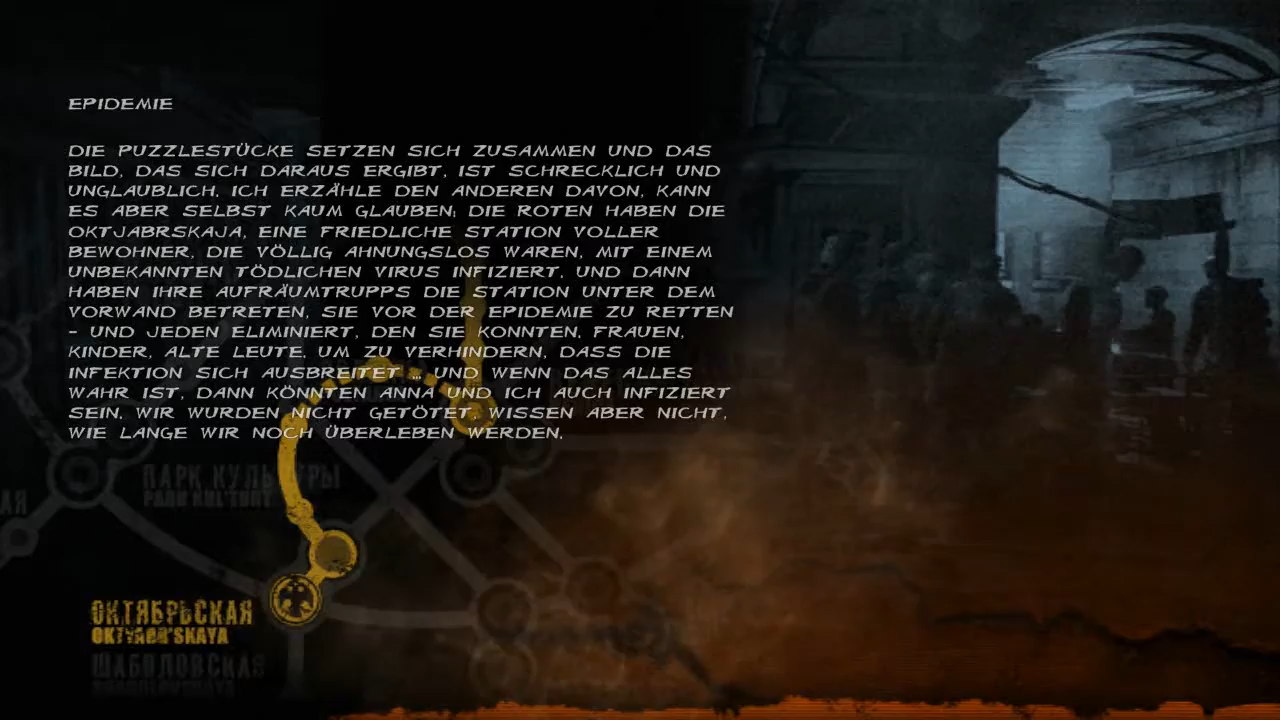 EPIDEMIE
DIE PUZZLESTÜCKE SETZEN SICH ZUSAMMEN UND DAS
BILD, DAS SICH DARAUS ERGIBT, IST SCHRECKLICH UND
UNGLAUBLICH. ICH ERZÄHLE DEN ANDEREN DAVON, KANN
ES ABER SELBST KAUM GLAUBEN: DIE ROTEN HABEN DIE
OKTJABRSKAJA, EINE FRIEDLICHE STATION VOLLER
BEWOHNER, DIE VÖLLIG AHNUNGSLOS WAREN, MIT EINEM
UNBEKANNTEN TÖDLICHEN VIRUS INFIZIERT. UND DANN
HABEN IHRE AUFRÄUMTRUPPS DIE STATION UNTER DEM
VORWAND BETRETEN, SIE VOR DER EPIDEMIE ZU RETTEN
- UND JEDEN ELIMINIERT, DEN SIE KONNTEN, FRAUEN,
KINDER, ALTE LEUTE, UM ZU VERHINDERN, DASS DIE
INFEKTION SICH AUSBREITET ... UND WENN DAS ALLES
WAHR IST, DANN KÖNNTEN ANNA UND ICH AUCH INFIZIERT
SEIN. WIR WURDEN NICHT GETÖTET, WISSEN ABER NICHT,
WIE LANGE WIR NOCH ÜBERLEBEN WERDEN.
ПАРК КУЛЬТУРЫ
PARK KUL'TURY
АЯ
ОКТЯБРЬСКАЯ
OKTYABR'SKAYA
ШАБОЛОВСКАЯ
SHABOLOVSKAYA